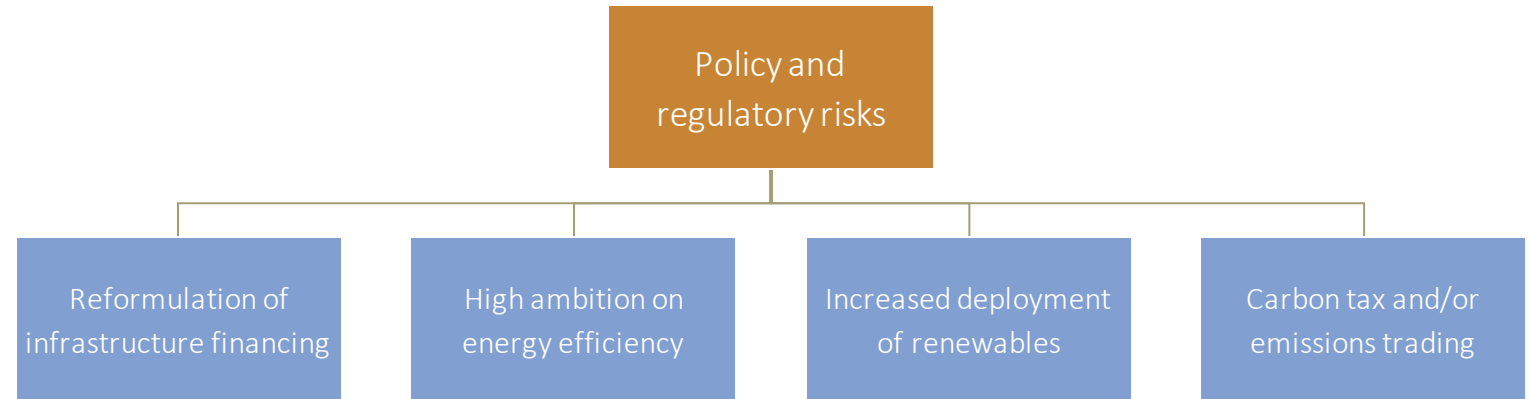 Policy and
regulatory risks
Reformulation of
infrastructure financing
High ambition on
energy efficiency
Increased deployment
of renewables
Carbon tax and/or
emissions trading